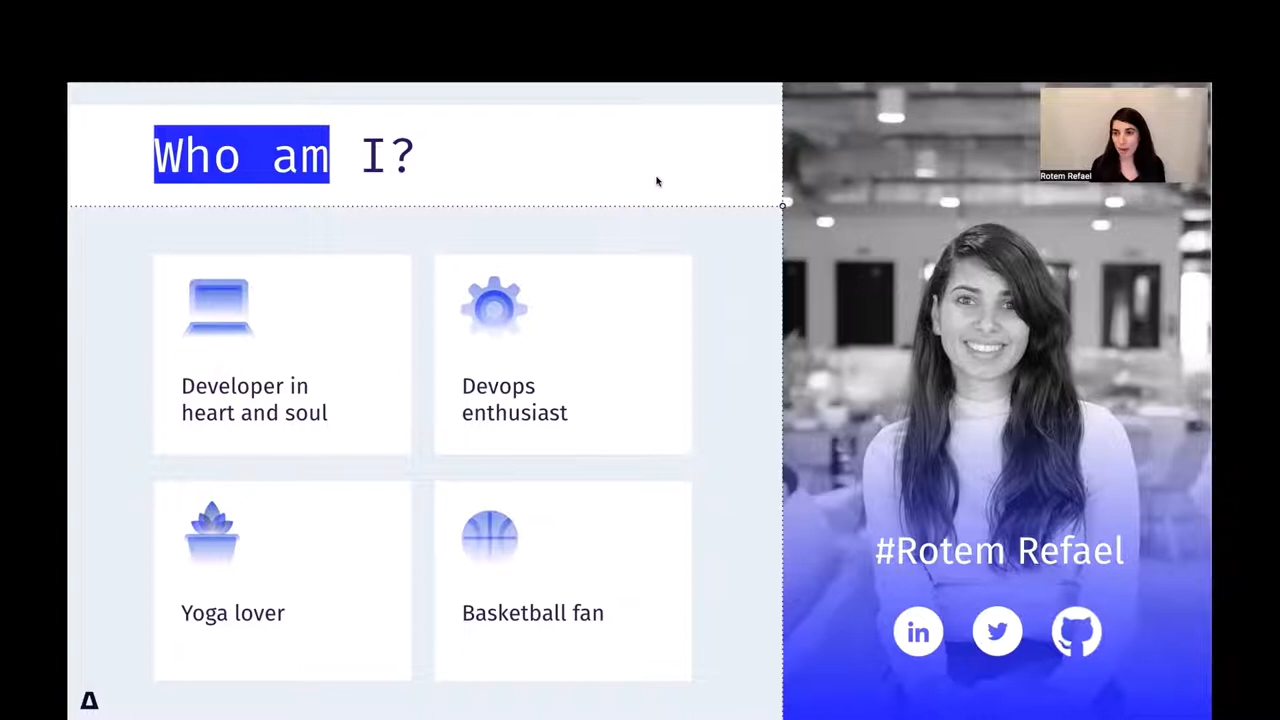 Who am I?
Rotem Refael
Developer in
heart and soul
Devops
enthusiast
Yoga lover
Basketball fan
#Rotem Refael
in